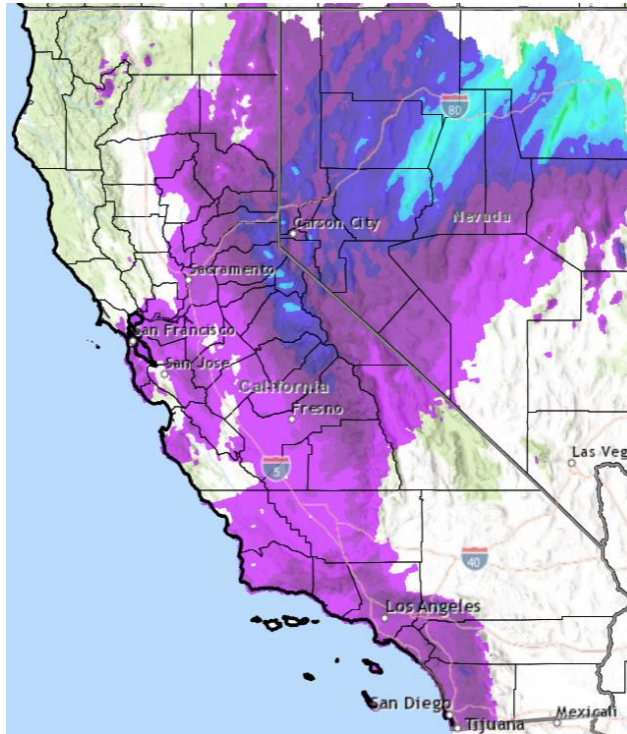 80
Nevada
Carson City
Sacramento
San Francisco
San Jose
California
Fresno
5
Las Veg
40
Los Angeles
San Diego
Mexicali
Tijuana